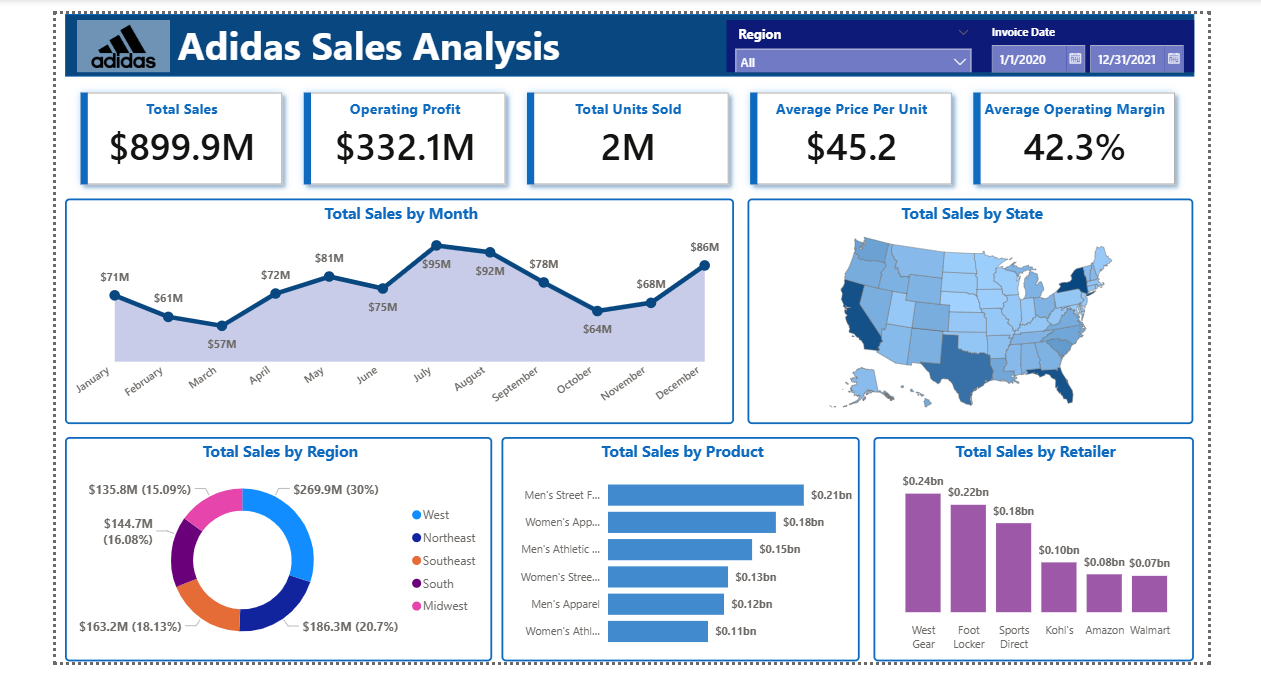 adidas
Adidas Sales Analysis
Region
All
Invoice Date
1/1/2020
12/31/2021
Total Sales
$899.9M
Operating Profit
$332.1M
Total Units Sold
2M
Average Price Per Unit
$45.2
Average Operating Margin
42.3%
Total Sales by Month
$71M
$61M
$57M
$72M
$81M
$75M
$95M
$92M
$78M
$64M
$68M
$86M
January
February
March
April
May
June
July
August
September
October
November
December
Total Sales by State
Total Sales by Region
$135.8M (15.09%)
$269.9M (30%)
$144.7M
(16.08%)
$163.2M (18.13%)
$186.3M (20.7%)
West
Northeast
Southeast
South
Midwest
Total Sales by Product
Men's Street F... $0.21bn
Women's App... $0.18bn
Men's Athletic ... $0.15bn
Women's Stree... $0.13bn
Men's Apparel $0.12bn
Women's Athl... $0.11bn
Total Sales by Retailer
$0.24bn
$0.22bn
$0.18bn
$0.10bn
$0.08bn
$0.07bn
West
Gear
Foot
Locker
Sports
Direct
Kohl's
Amazon
Walmart